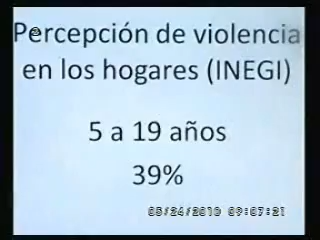 Percepción de violencia
en los hogares (INEGI)
5 a 19 años
39%
05/24/2010 09:07:21